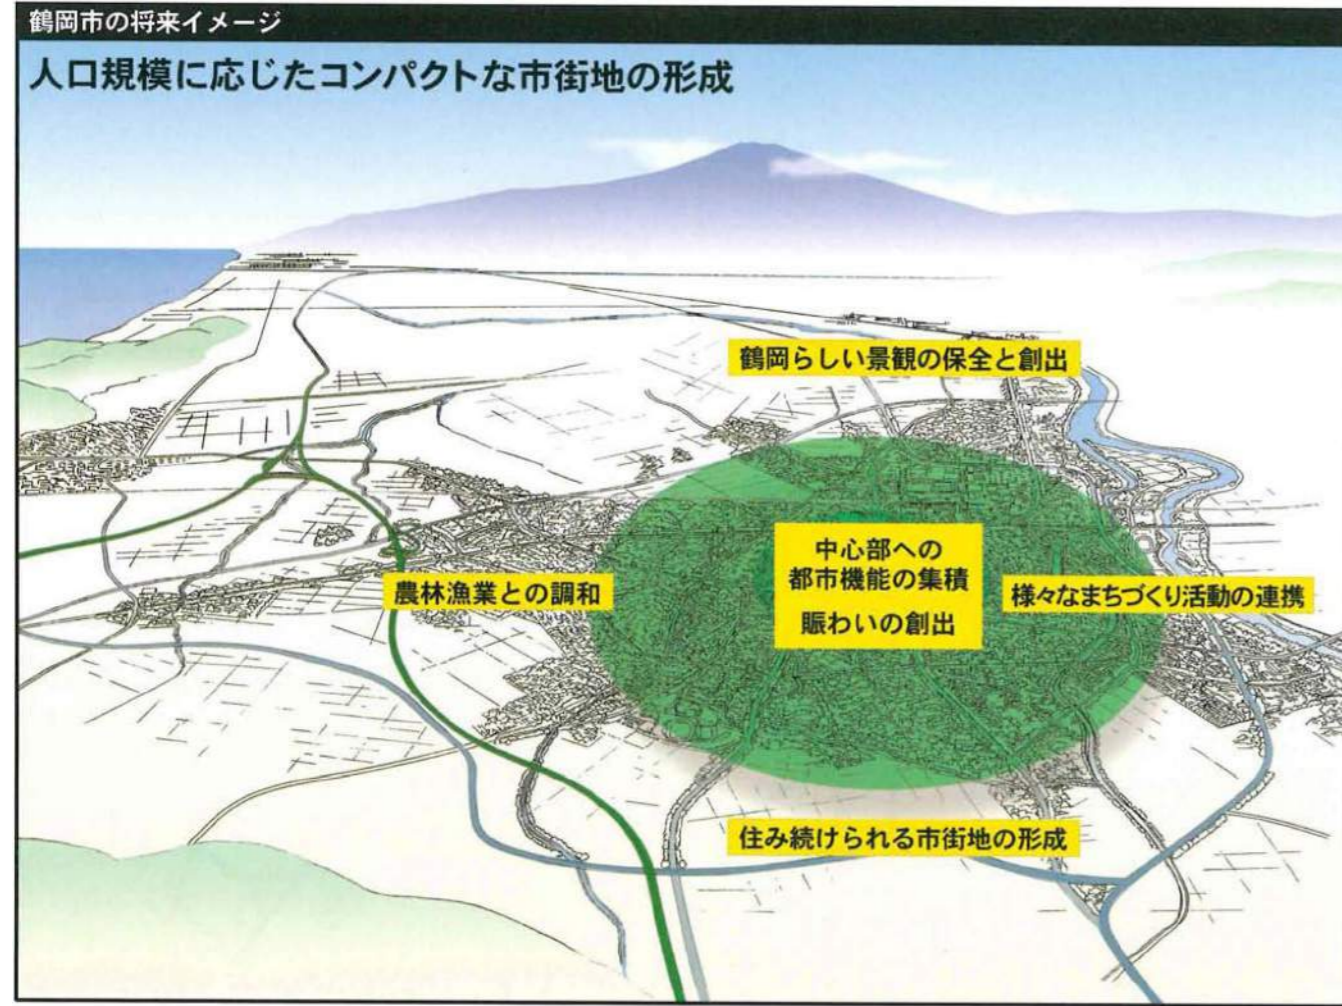 鶴岡市の将来イメージ
人口規模に応じたコンパクトな市街地の形成
鶴岡らしい景観の保全と創出
中心部への
都市機能の集積
賑わいの創出
農林漁業との調和
様々なまちづくり活動の連携
住み続けられる市街地の形成